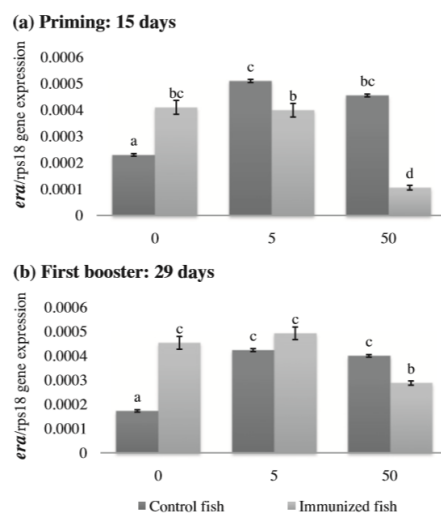 (a) Priming: 15 days
era/rps18 gene expression
0.0006
0.0005
0.0004
0.0003
0.0002
0.0001
0
a
bc
c
b
bc
d
0
5
50
(b) First booster: 29 days
era/rps18 gene expression
0.0006
0.0005
0.0004
0.0003
0.0002
0.0001
0
a
c
c
c
c
b
0
5
50
Control fish
Immunized fish